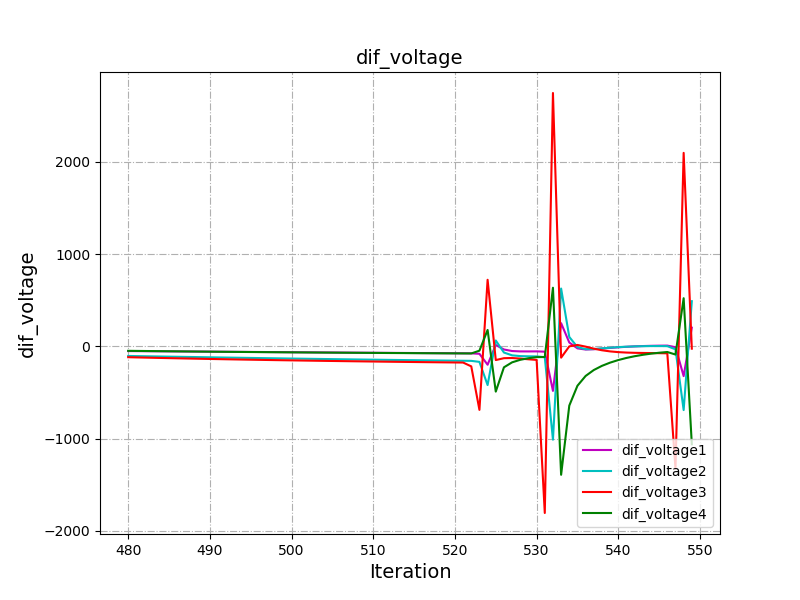 dif_voltage
2000
1000
0
−1000
−2000
dif_voltage
480 490 500 510 520 530 540 550
Iteration
dif_voltage1
dif_voltage2
dif_voltage3
dif_voltage4